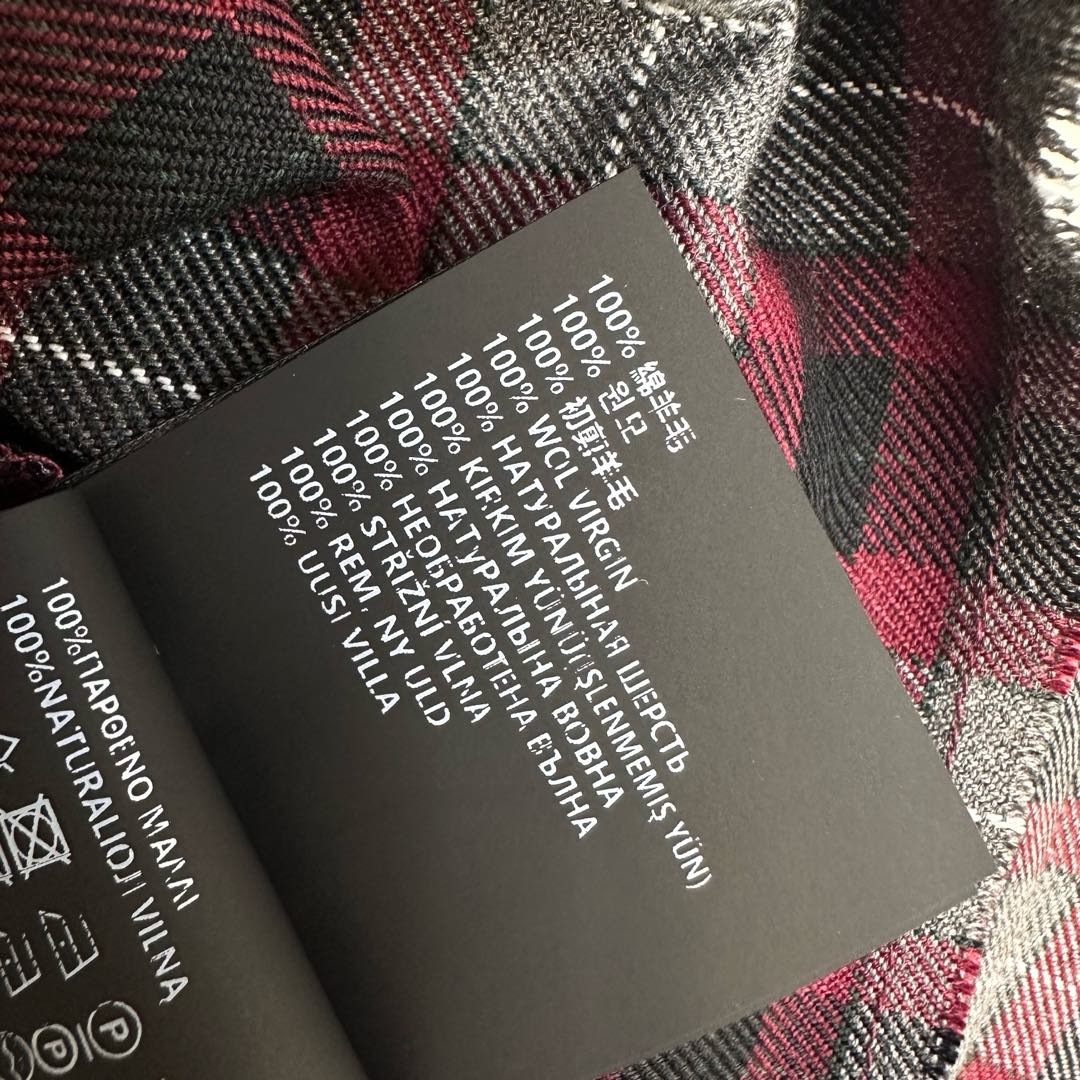 100% 綿羊毛
100% 원모
100% 初剪羊毛
100% WOL VIRGIN
100% НАТУРАЛЬНАЯ ШЕРСТЬ
100% KIRKIM YÜNÜ(İŞLENMEMİŞ YÜN)
100% НАТУРАЛЬНА ВОВНА
100% НЕОБРАБОТЕНА ВЪЛНА
100% STŘIŽNÍ VLNA
100% REM, NY ULD
100% UUSI VILLA
100%ΠΑΡΘΕΝΟ ΜΑΛΛΙ
100%NATURALIOJI VILNA
P
P